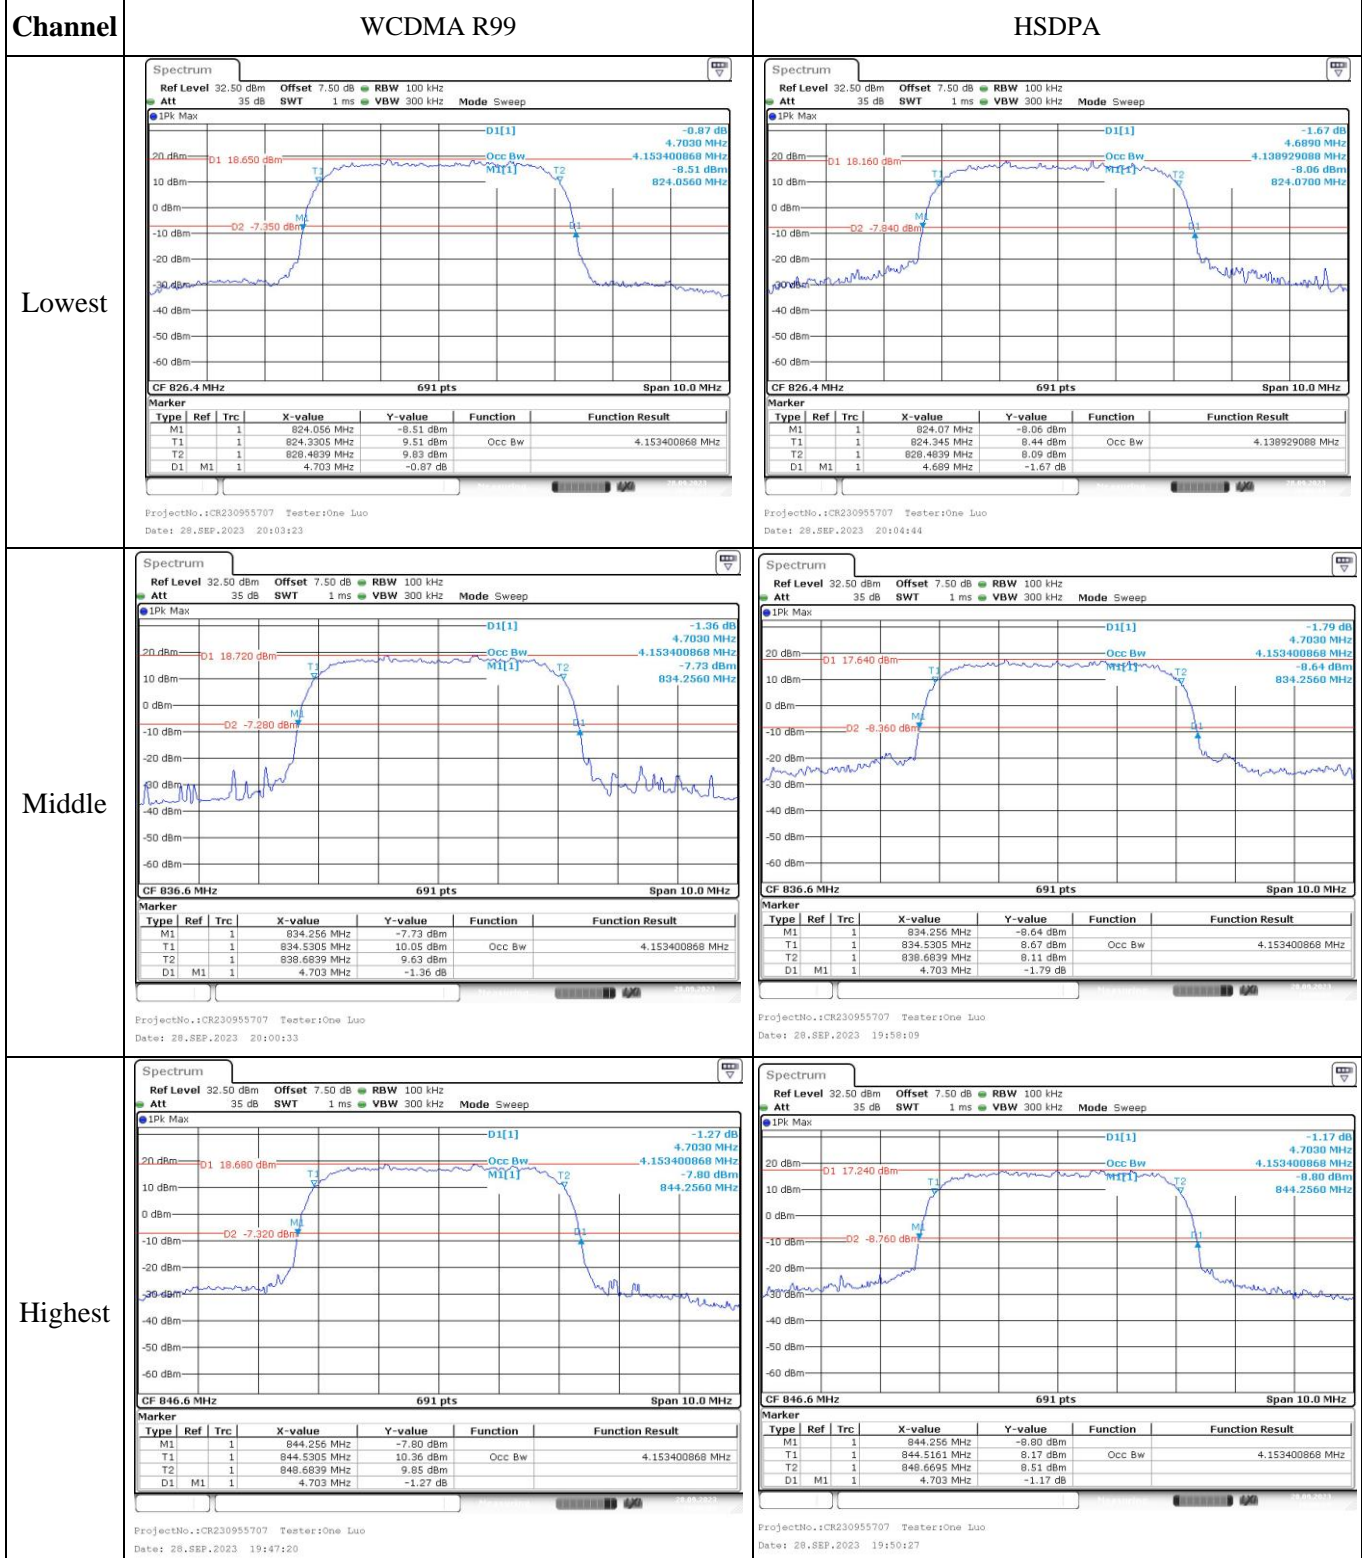 Channel WCDMA R99 HSDPA
Lowest
Spectrum
Ref Level 32.50 dBm Offset 7.50 dB RBW 100 kHz
Att 35 dB SWT 1 ms VBW 300 kHz Mode Sweep
1Pk Max
D1[1] -0.87 dB
4.7030 MHz
20 dBm D1 18.650 dBm Occ Bw 4.153400868 MHz
T1 M1[1] T2 -8.51 dBm
10 dBm 824.0560 MHz
0 dBm
M1
D2 -7.350 dBm D1
-10 dBm
-20 dBm
-30 dBm
-40 dBm
-50 dBm
-60 dBm
CF 826.4 MHz 691 pts Span 10.0 MHz
Marker
Type Ref Trc X-value Y-value Function Function Result
M1 1 824.056 MHz -8.51 dBm
T1 1 824.3305 MHz 9.51 dBm Occ Bw 4.153400868 MHz
T2 1 828.4839 MHz 9.83 dBm
D1 M1 1 4.703 MHz -0.87 dB
ProjectNo.:CR230955707 Tester:One Luo
Date: 28.SEP.2023 20:03:23
Spectrum
Ref Level 32.50 dBm Offset 7.50 dB RBW 100 kHz
Att 35 dB SWT 1 ms VBW 300 kHz Mode Sweep
1Pk Max
D1[1] -1.67 dB
4.6890 MHz
20 dBm D1 18.160 dBm Occ Bw 4.138929088 MHz
T1 M1[1] T2 -8.06 dBm
10 dBm 824.0700 MHz
0 dBm
M1
D2 -7.840 dBm D1
-10 dBm
-20 dBm
-30 dBm
-40 dBm
-50 dBm
-60 dBm
CF 826.4 MHz 691 pts Span 10.0 MHz
Marker
Type Ref Trc X-value Y-value Function Function Result
M1 1 824.07 MHz -8.06 dBm
T1 1 824.345 MHz 8.44 dBm Occ Bw 4.138929088 MHz
T2 1 828.4839 MHz 8.09 dBm
D1 M1 1 4.689 MHz -1.67 dB
ProjectNo.:CR230955707 Tester:One Luo
Date: 28.SEP.2023 20:04:44
Middle
Spectrum
Ref Level 32.50 dBm Offset 7.50 dB RBW 100 kHz
Att 35 dB SWT 1 ms VBW 300 kHz Mode Sweep
1Pk Max
D1[1] -1.36 dB
4.7030 MHz
20 dBm D1 18.720 dBm Occ Bw 4.153400868 MHz
T1 M1[1] T2 -7.73 dBm
10 dBm 834.2560 MHz
0 dBm
M1
D2 -7.280 dBm D1
-10 dBm
-20 dBm
-30 dBm
-40 dBm
-50 dBm
-60 dBm
CF 836.6 MHz 691 pts Span 10.0 MHz
Marker
Type Ref Trc X-value Y-value Function Function Result
M1 1 834.256 MHz -7.73 dBm
T1 1 834.5305 MHz 10.05 dBm Occ Bw 4.153400868 MHz
T2 1 838.6839 MHz 9.63 dBm
D1 M1 1 4.703 MHz -1.36 dB
ProjectNo.:CR230955707 Tester:One Luo
Date: 28.SEP.2023 20:00:33
Spectrum
Ref Level 32.50 dBm Offset 7.50 dB RBW 100 kHz
Att 35 dB SWT 1 ms VBW 300 kHz Mode Sweep
1Pk Max
D1[1] -1.79 dB
4.7030 MHz
20 dBm D1 17.640 dBm Occ Bw 4.153400868 MHz
T1 M1[1] T2 -8.64 dBm
10 dBm 834.2560 MHz
0 dBm
M1
D2 -8.360 dBm D1
-10 dBm
-20 dBm
-30 dBm
-40 dBm
-50 dBm
-60 dBm
CF 836.6 MHz 691 pts Span 10.0 MHz
Marker
Type Ref Trc X-value Y-value Function Function Result
M1 1 834.256 MHz -8.64 dBm
T1 1 834.5305 MHz 8.67 dBm Occ Bw 4.153400868 MHz
T2 1 838.6839 MHz 8.11 dBm
D1 M1 1 4.703 MHz -1.79 dB
ProjectNo.:CR230955707 Tester:One Luo
Date: 28.SEP.2023 19:58:09
Highest
Spectrum
Ref Level 32.50 dBm Offset 7.50 dB RBW 100 kHz
Att 35 dB SWT 1 ms VBW 300 kHz Mode Sweep
1Pk Max
D1[1] -1.27 dB
4.7030 MHz
20 dBm D1 18.680 dBm Occ Bw 4.153400868 MHz
T1 M1[1] T2 -7.80 dBm
10 dBm 844.2560 MHz
0 dBm
M1
D2 -7.320 dBm D1
-10 dBm
-20 dBm
-30 dBm
-40 dBm
-50 dBm
-60 dBm
CF 846.6 MHz 691 pts Span 10.0 MHz
Marker
Type Ref Trc X-value Y-value Function Function Result
M1 1 844.256 MHz -7.80 dBm
T1 1 844.5305 MHz 10.36 dBm Occ Bw 4.153400868 MHz
T2 1 848.6839 MHz 9.85 dBm
D1 M1 1 4.703 MHz -1.27 dB
ProjectNo.:CR230955707 Tester:One Luo
Date: 28.SEP.2023 19:47:20
Spectrum
Ref Level 32.50 dBm Offset 7.50 dB RBW 100 kHz
Att 35 dB SWT 1 ms VBW 300 kHz Mode Sweep
1Pk Max
D1[1] -1.17 dB
4.7030 MHz
20 dBm D1 17.240 dBm Occ Bw 4.153400868 MHz
T1 M1[1] T2 -8.80 dBm
10 dBm 844.2560 MHz
0 dBm
M1
D2 -8.760 dBm D1
-10 dBm
-20 dBm
-30 dBm
-40 dBm
-50 dBm
-60 dBm
CF 846.6 MHz 691 pts Span 10.0 MHz
Marker
Type Ref Trc X-value Y-value Function Function Result
M1 1 844.256 MHz -8.80 dBm
T1 1 844.5161 MHz 8.17 dBm Occ Bw 4.153400868 MHz
T2 1 848.6695 MHz 8.51 dBm
D1 M1 1 4.703 MHz -1.17 dB
ProjectNo.:CR230955707 Tester:One Luo
Date: 28.SEP.2023 19:50:27